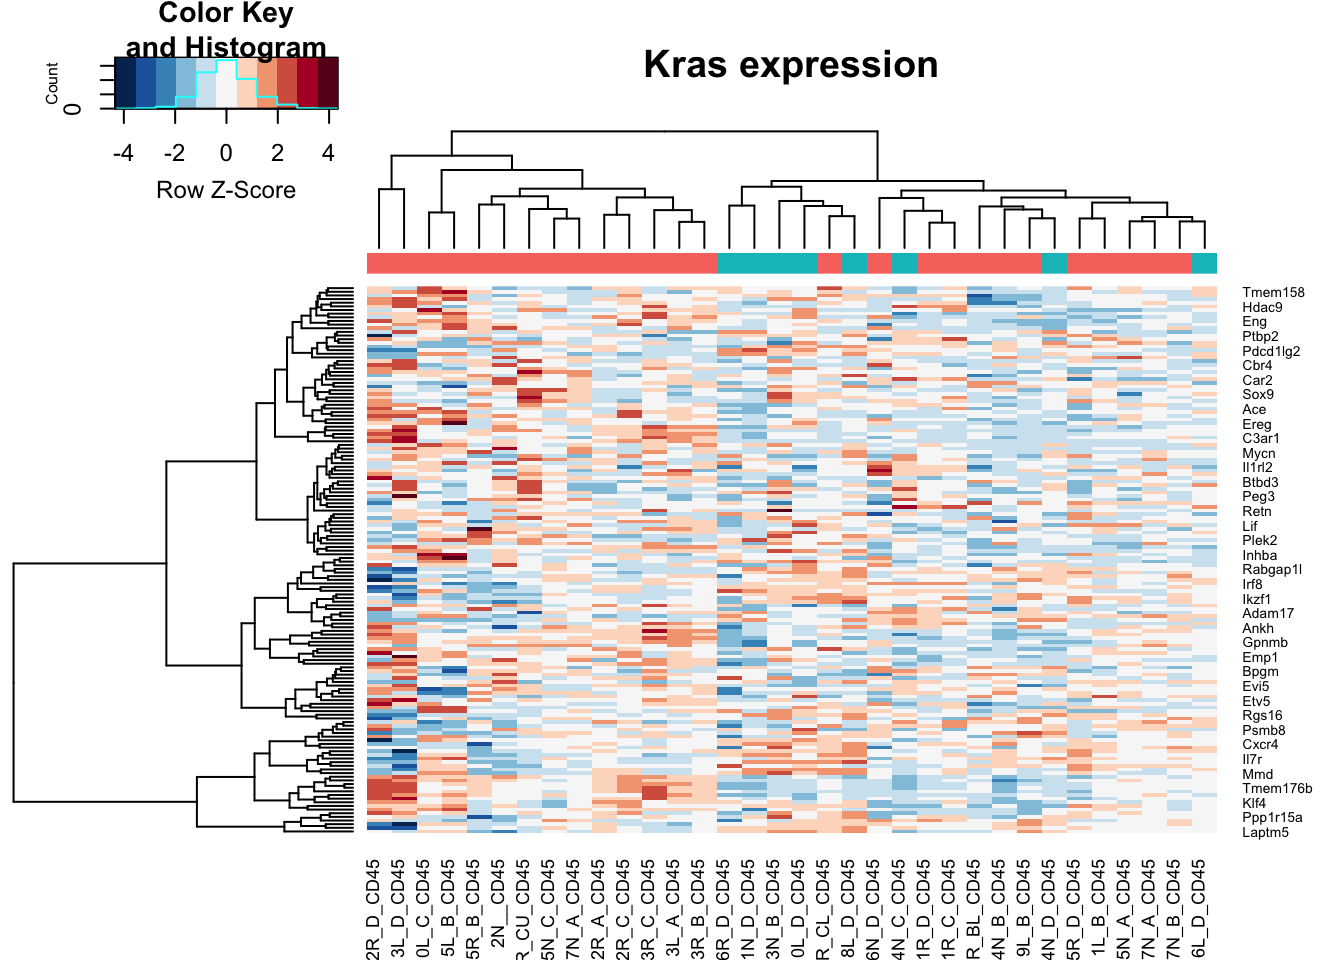 Color Key
and Histogram
Count
0
-4 -2 0 2 4
Row Z-Score
Kras expression
Tmem158
Hdac9
Eng
Ptbp2
Pdcd1lg2
Cbr4
Car2
Sox9
Ace
Ereg
C3ar1
Mycn
Il1rl2
Btbd3
Peg3
Retn
Lif
Plek2
Inhba
Rabgap1l
Irf8
Ikzf1
Adam17
Ankh
Gpnmb
Emp1
Bpgm
Evi5
Etv5
Rgs16
Psmb8
Cxcr4
Il7r
Mmd
Tmem176b
Klf4
Ppp1r15a
Laptm5
2R_D_CD45
3L_D_CD45
0L_C_CD45
5L_B_CD45
5R_B_CD45
2N__CD45
R_CU_CD45
5N_C_CD45
7N_A_CD45
2R_A_CD45
2R_C_CD45
3R_C_CD45
3L_A_CD45
3R_B_CD45
6R_D_CD45
1N_D_CD45
3N_B_CD45
0L_D_CD45
R_CL_CD45
8L_D_CD45
6N_D_CD45
4N_C_CD45
1R_D_CD45
1R_C_CD45
R_BL_CD45
4N_B_CD45
9L_B_CD45
4N_D_CD45
5R_D_CD45
1L_B_CD45
5N_A_CD45
7N_A_CD45
7N_B_CD45
6L_D_CD45